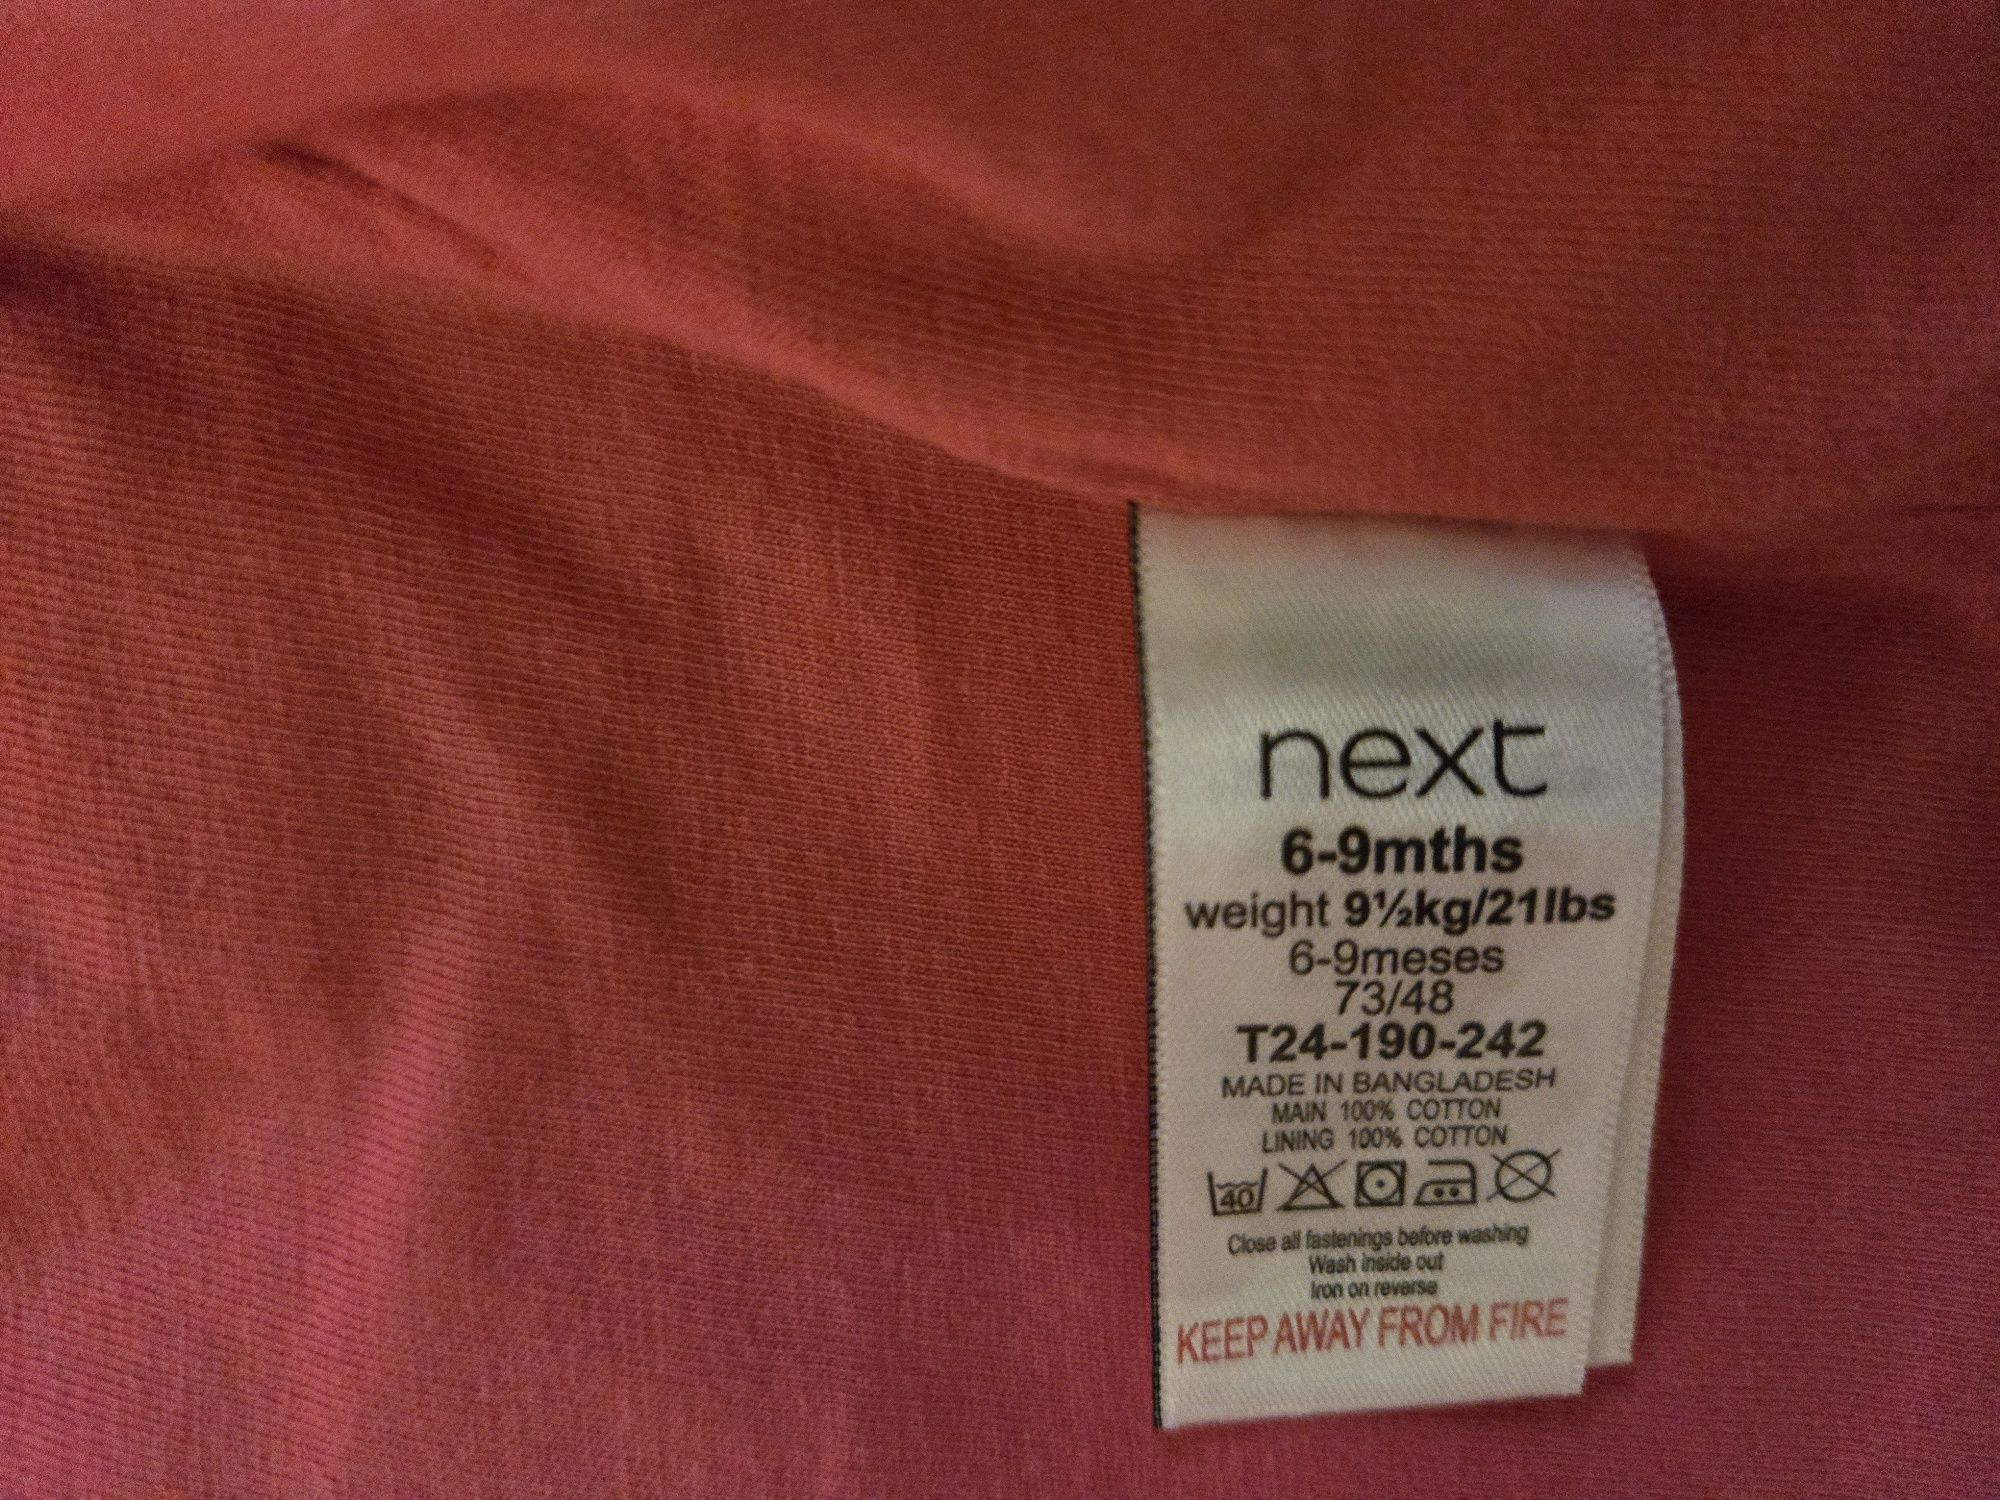 next
6-9mths
weight 9½kg/21lbs
6-9meses
73/48
T24-190-242
MADE IN BANGLADESH
MAIN 100% COTTON
LINING 100% COTTON
40
Close all fastenings before washing
Wash inside out
Iron on reverse
KEEP AWAY FROM FIRE